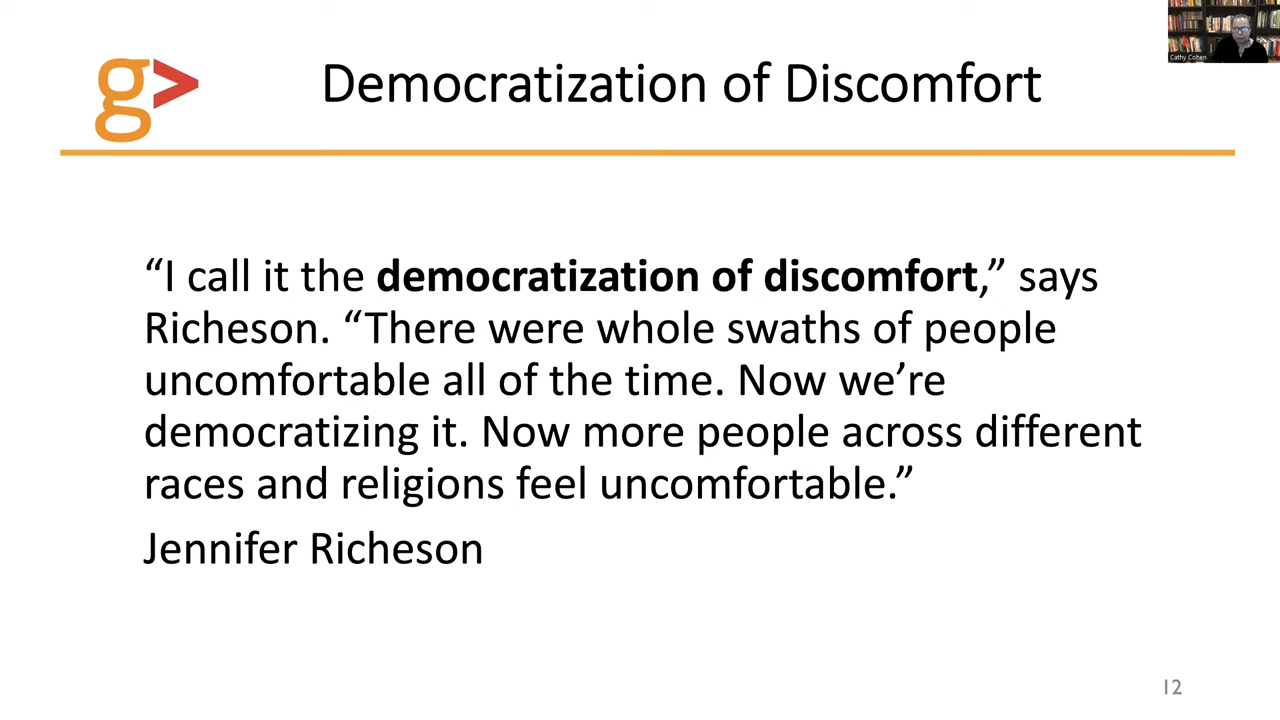 Cathy Cohen
g>
Democratization of Discomfort
“I call it the democratization of discomfort,” says
Richeson. “There were whole swaths of people
uncomfortable all of the time. Now we’re
democratizing it. Now more people across different
races and religions feel uncomfortable.”
Jennifer Richeson
12